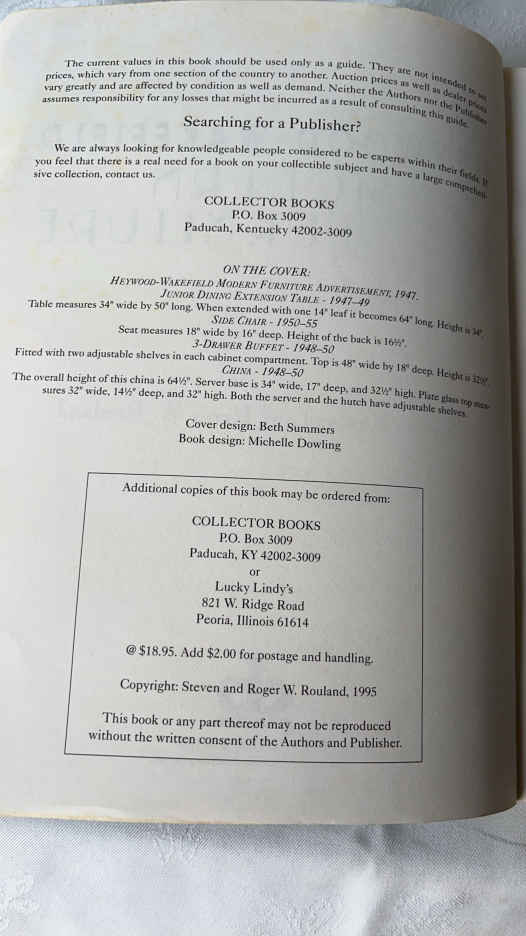 The current values in this book should be used only as a guide. They are not intended to set
prices, which vary from one section of the country to another. Auction prices as well as dealer prices
vary greatly and are affected by condition as well as demand. Neither the Authors nor the Publisher
assumes responsibility for any losses that might be incurred as a result of consulting this guide.
Searching for a Publisher?
We are always looking for knowledgeable people considered to be experts within their fields. If
you feel that there is a real need for a book on your collectible subject and have a large comprehen-
sive collection, contact us.
COLLECTOR BOOKS
P.O. Box 3009
Paducah, Kentucky 42002-3009
ON THE COVER:
HEYWOOD-WAKEFIELD MODERN FURNITURE ADVERTISEMENT, 1947.
JUNIOR DINING EXTENSION TABLE - 1947–49
Table measures 34" wide by 50" long. When extended with one 14" leaf it becomes 64" long. Height is 34".
SIDE CHAIR - 1950–55
Seat measures 18" wide by 16" deep. Height of the back is 16½".
3-DRAWER BUFFET - 1948–50
Fitted with two adjustable shelves in each cabinet compartment. Top is 48" wide by 18" deep. Height is 32½".
CHINA - 1948–50
The overall height of this china is 64½". Server base is 34" wide, 17" deep, and 32½" high. Plate glass top mea-
sures 32" wide, 14½" deep, and 32" high. Both the server and the hutch have adjustable shelves.
Cover design: Beth Summers
Book design: Michelle Dowling
Additional copies of this book may be ordered from:
COLLECTOR BOOKS
P.O. Box 3009
Paducah, KY 42002-3009
or
Lucky Lindy's
821 W. Ridge Road
Peoria, Illinois 61614
@ $18.95. Add $2.00 for postage and handling.
Copyright: Steven and Roger W. Rouland, 1995
This book or any part thereof may not be reproduced
without the written consent of the Authors and Publisher.